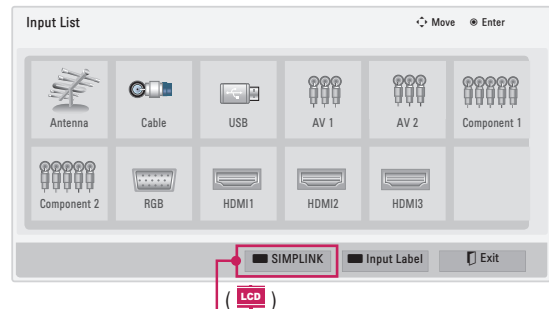 Input List Move Enter
Antenna Cable USB AV 1 AV 2 Component 1
Component 2 RGB HDMI1 HDMI2 HDMI3
SIMPLINK Input Label Exit
( LCD )